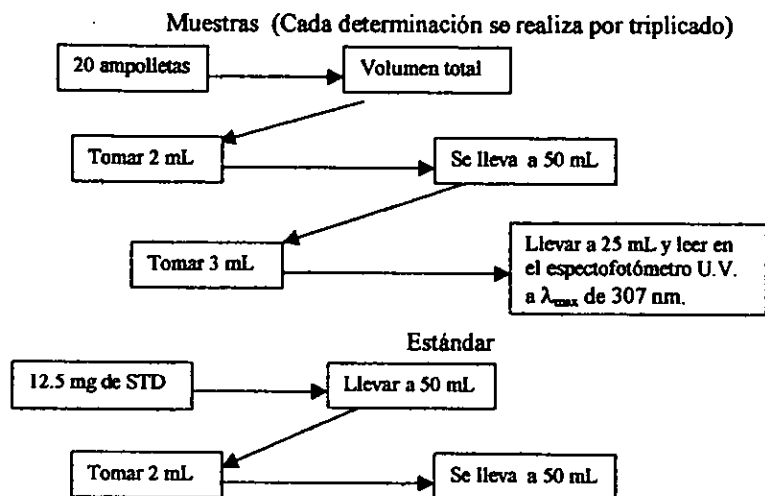 Muestras (Cada determinación se realiza por triplicado)
20 ampolletas
Volumen total
Tomar 2 mL
Se lleva a 50 mL
Tomar 3 mL
Llevar a 25 mL y leer en
el espectofotómetro U.V.
a λmax de 307 nm.
Estándar
12.5 mg de STD
Llevar a 50 mL
Tomar 2 mL
Se lleva a 50 mL